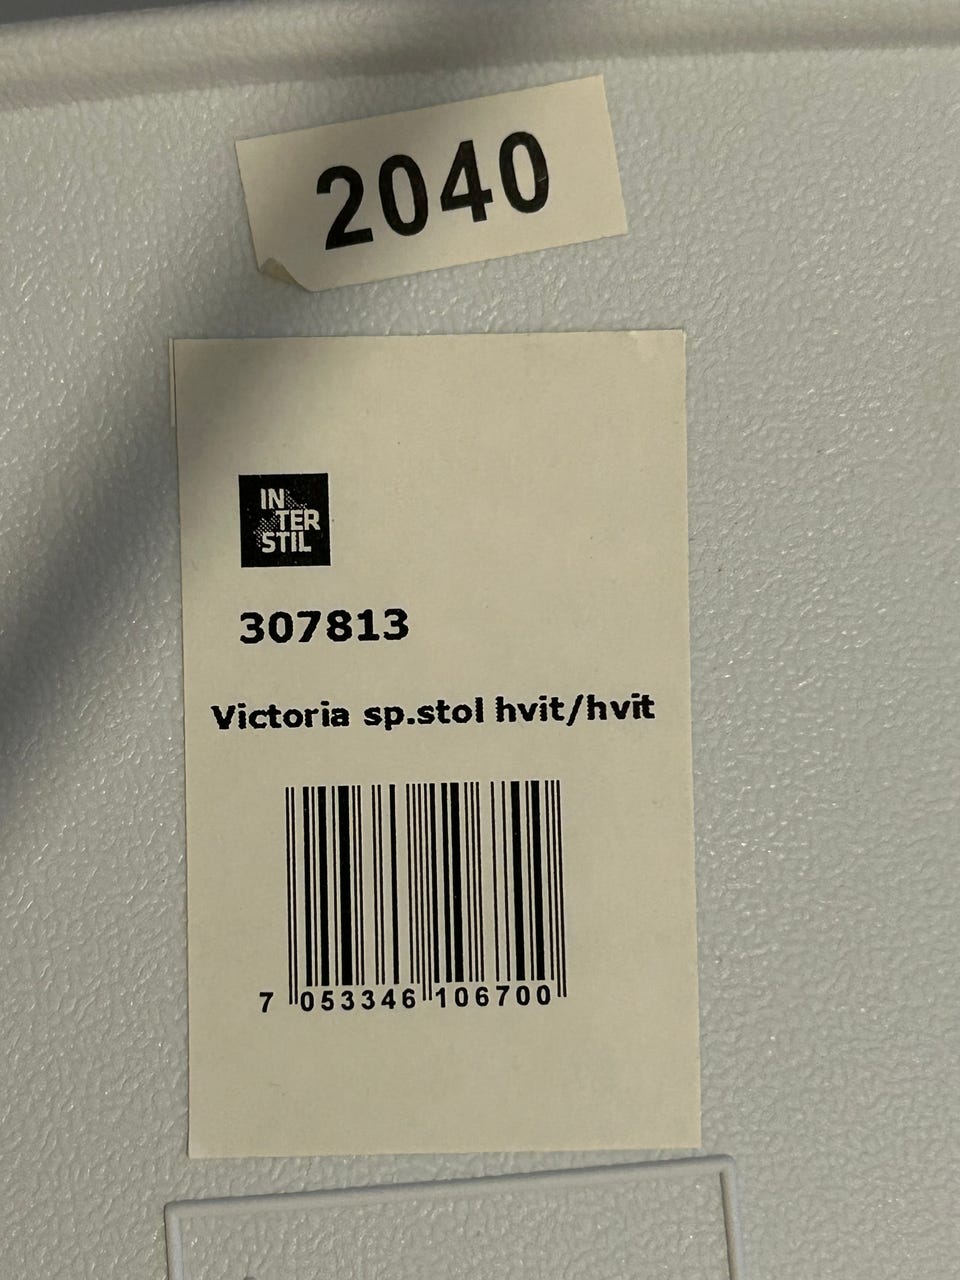 2040
IN
TER
STIL
307813
Victoria sp.stol hvit/hvit
7 053346 106700